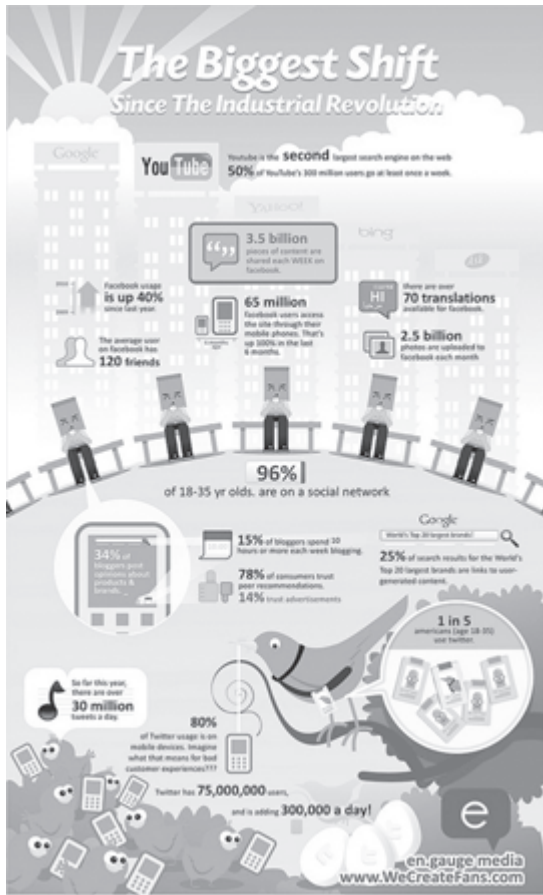 The Biggest Shift
Since The Industrial Revolution
Google
YouTube
Youtube is the second largest search engine on the web
50% of YouTube's 300 million users go at least once a week.
YAHOO!
bing
3.5 billion
pieces of content are
shared each WEEK on
facebook.
Facebook usage
is up 40%
since last year.
65 million
facebook users access
the site through their
mobile phones. That's
up 100% in the last
6 months.
HI
there are over
70 translations
available for facebook.
The average user
on facebook has
120 friends
2.5 billion
photos are uploaded to
facebook each month
96%
of 18-35 yr olds. are on a social network
34% of
bloggers post
opinions about
products &
brands.
15% of bloggers spend 10
hours or more each week blogging.
78% of consumers trust
peer recommendations.
14% trust advertisements
Google
World's Top 20 largest brands?
25% of search results for the World's
Top 20 largest brands are links to user-
generated content.
1 in 5
americans (age 18-35)
use twitter.
So far this year,
there are over
30 million
tweets a day.
80%
of Twitter usage is on
mobile devices. Imagine
what that means for bad
customer experiences???
Twitter has 75,000,000 users,
and is adding 300,000 a day!
e
en.gauge media
www.WeCreateFans.com